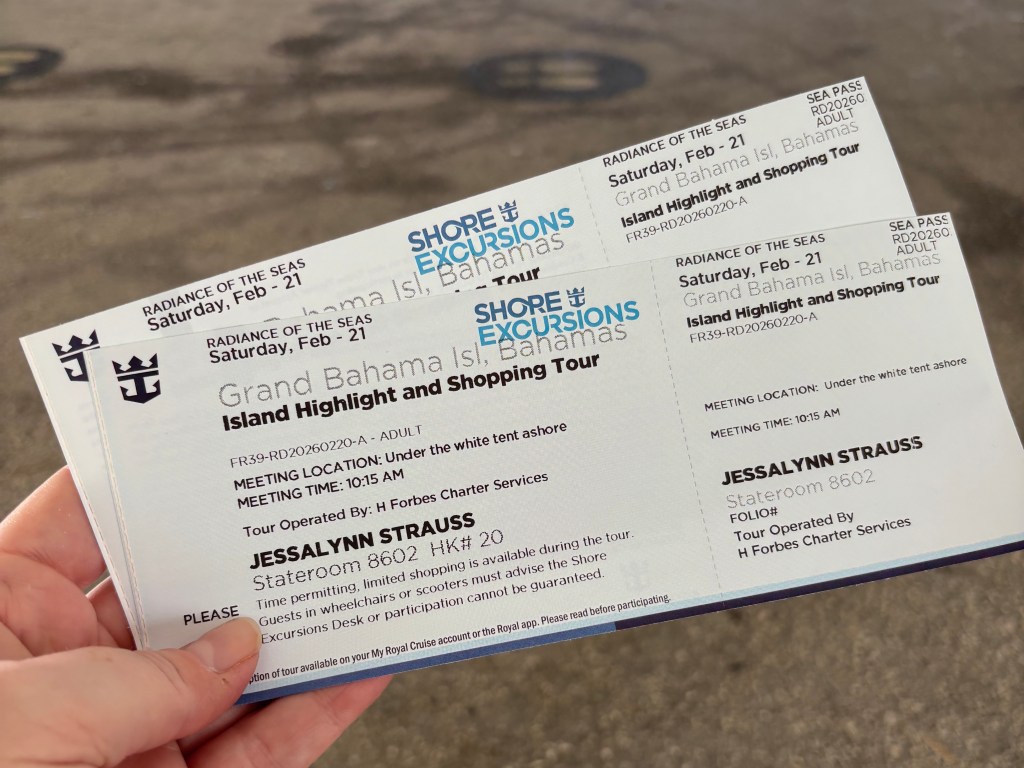 RADIANCE OF THE SEAS
Saturday, Feb - 21
SHORE
EXCURSIONS
Bahama Isl, Bahamas
Tour
RADIANCE OF THE SEAS
Saturday, Feb - 21
Grand Bahama Isl, Bahamas
Island Highlight and Shopping Tour
FR39-RD20260220-A
SEA PASS
RD20260
ADULT
RADIANCE OF THE SEAS
Saturday, Feb - 21
SHORE
EXCURSIONS
Grand Bahama Isl, Bahamas
Island Highlight and Shopping Tour
FR39-RD20260220-A - ADULT
MEETING LOCATION: Under the white tent ashore
MEETING TIME: 10:15 AM
Tour Operated By: H Forbes Charter Services
JESSALYNN STRAUSS
Stateroom 8602 HK# 20
Time permitting, limited shopping is available during the tour.
Guests in wheelchairs or scooters must advise the Shore
Excursions Desk or participation cannot be guaranteed.
PLEASE
ption of tour available on your My Royal Cruise account or the Royal app. Please read before participating.
RADIANCE OF THE SEAS
Saturday, Feb - 21
Grand Bahama Isl, Bahamas
Island Highlight and Shopping Tour
FR39-RD20260220-A
SEA PASS
RD20260
ADULT
MEETING LOCATION: Under the white tent ashore
MEETING TIME: 10:15 AM
JESSALYNN STRAUSS
Stateroom 8602
FOLIO#
Tour Operated By
H Forbes Charter Services